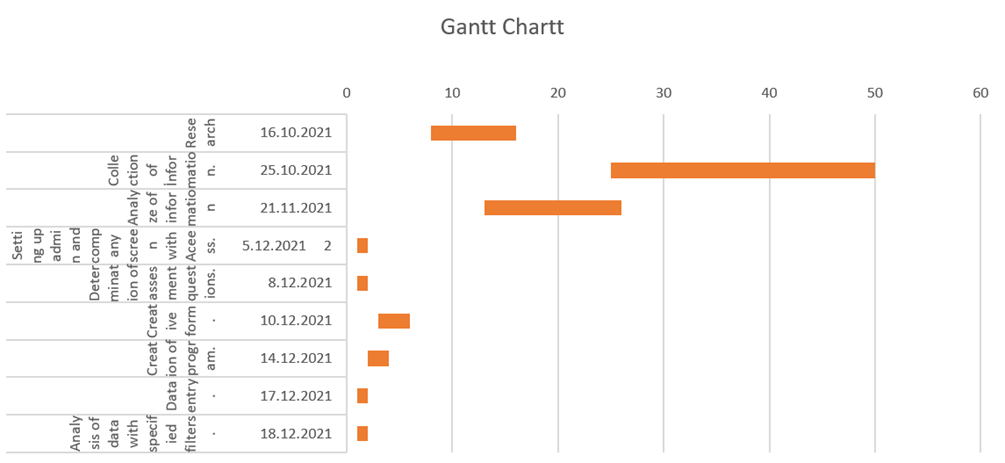 Gantt Chartt
0 10 20 30 40 50 60
Rese
arch
16.10.2021
Colle
ction
of
İnfor
matio
n.
25.10.2021
Analy
ze of
infor
matio
n
21.11.2021
Setti
ng up
admi
n and
comp
any
scree
n
with
Acee
ss.
5.12.2021 2
Deter
minat
ion of
asses
ment
quest
ions.
8.12.2021
Creat
ive
form
.
10.12.2021
Creat
ion of
progr
am.
14.12.2021
Data
entry
.
17.12.2021
Analy
sis of
data
with
specif
ied
filters
.
18.12.2021